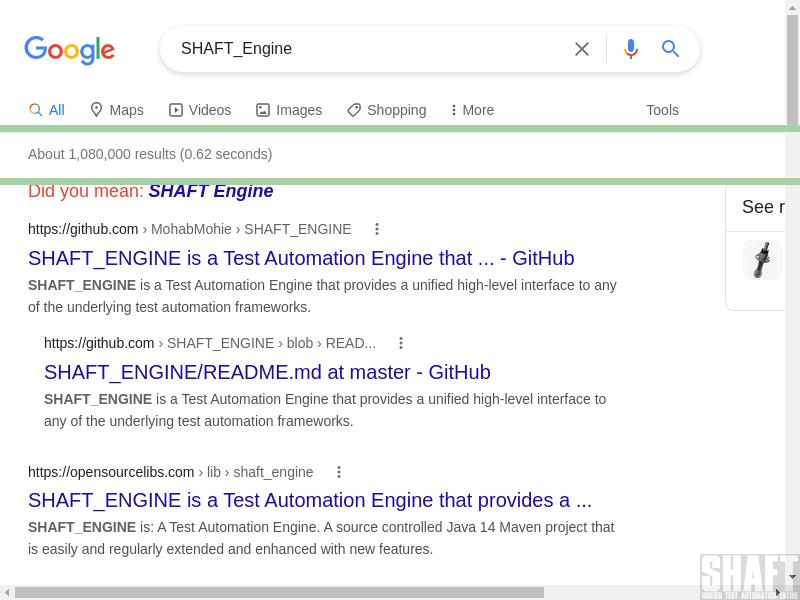 Google
SHAFT_Engine
All Maps Videos Images Shopping More Tools
About 1,080,000 results (0.62 seconds)
Did you mean: SHAFT Engine
https://github.com › MohabMohie › SHAFT_ENGINE
SHAFT_ENGINE is a Test Automation Engine that ... - GitHub
SHAFT_ENGINE is a Test Automation Engine that provides a unified high-level interface to any
of the underlying test automation frameworks.
See r
https://github.com › SHAFT_ENGINE › blob › READ...
SHAFT_ENGINE/README.md at master - GitHub
SHAFT_ENGINE is a Test Automation Engine that provides a unified high-level interface to
any of the underlying test automation frameworks.
https://opensourcelibs.com › lib › shaft_engine
SHAFT_ENGINE is a Test Automation Engine that provides a ...
SHAFT_ENGINE is: A Test Automation Engine. A source controlled Java 14 Maven project that
is easily and regularly extended and enhanced with new features.
SHAFT
UNIFIED TEST AUTOMATION ENGINE